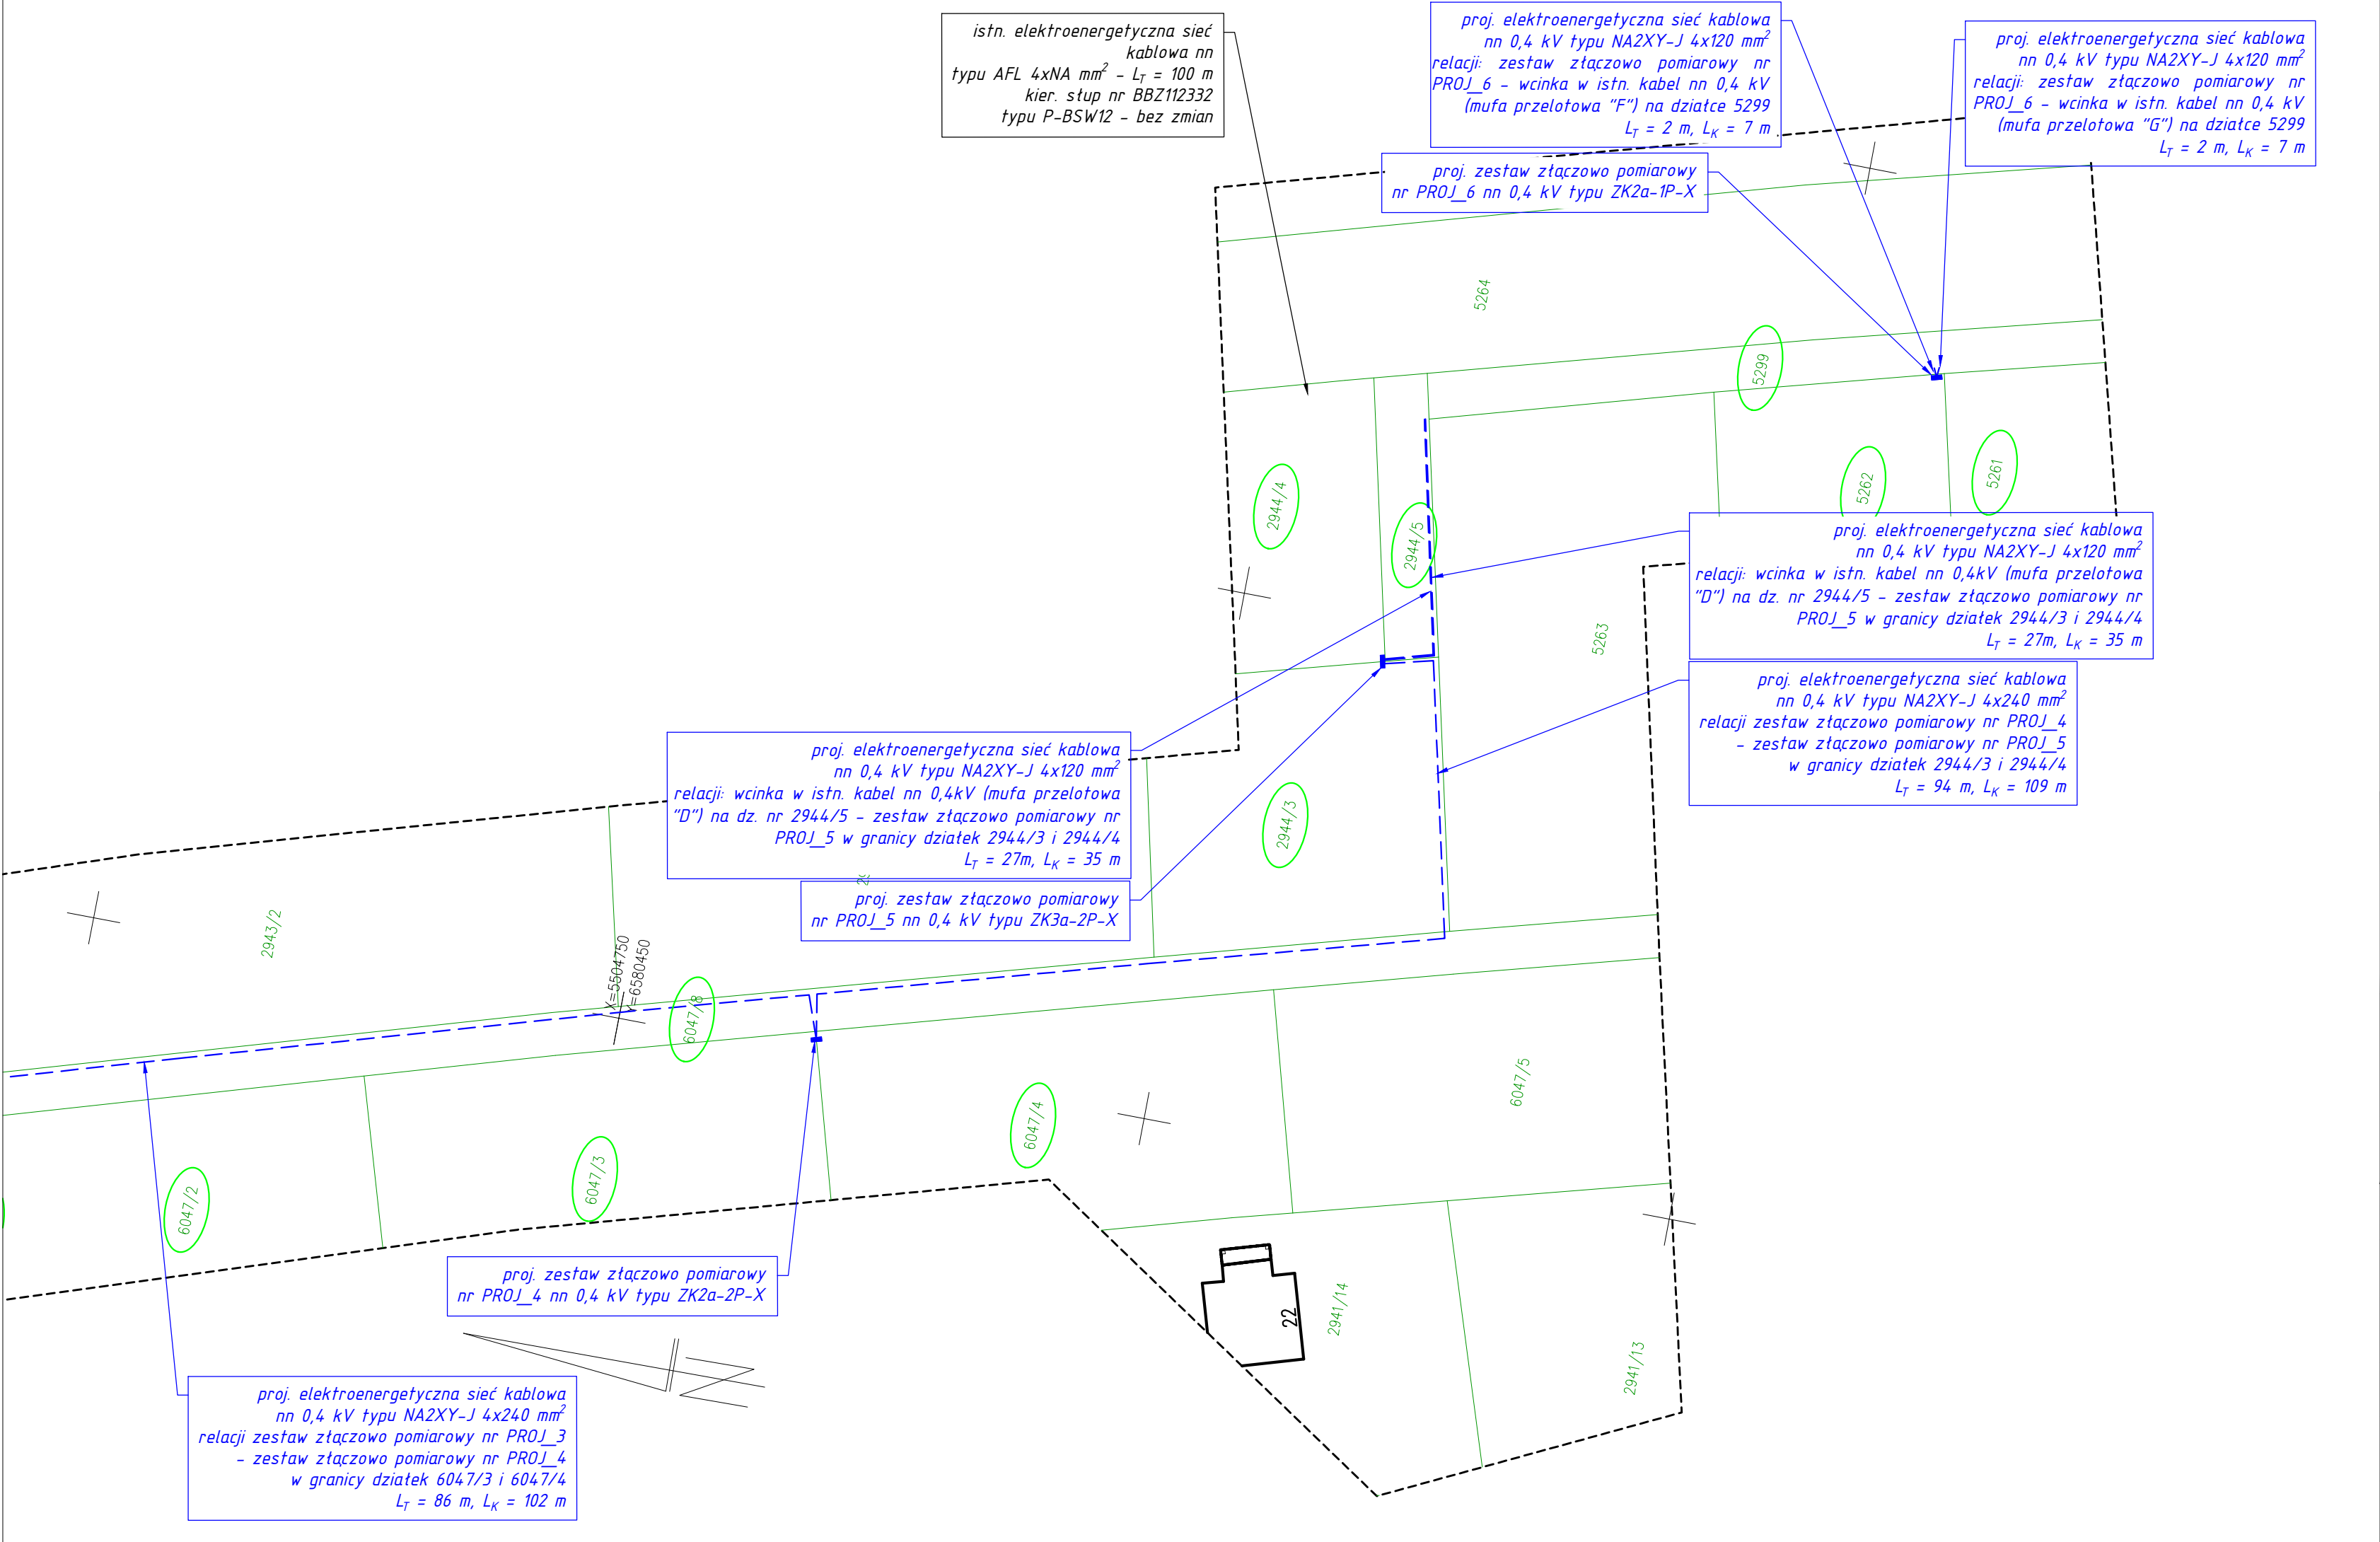 istn. elektroenergetyczna sieć
kablowa nn
typu AFL 4xNA mm² - L_T = 100 m
kier. słup nr BBZ112332
typu P-BSW12 - bez zmian
proj. elektroenergetyczna sieć kablowa
nn 0,4 kV typu NA2XY-J 4x120 mm²
relacji: zestaw złączowo pomiarowy nr
PROJ_6 - wcinka w istn. kabel nn 0,4 kV
(mufa przelotowa "F") na działce 5299
L_T = 2 m, L_K = 7 m
proj. elektroenergetyczna sieć kablowa
nn 0,4 kV typu NA2XY-J 4x120 mm²
relacji: zestaw złączowo pomiarowy nr
PROJ_6 - wcinka w istn. kabel nn 0,4 kV
(mufa przelotowa "G") na działce 5299
L_T = 2 m, L_K = 7 m
proj. zestaw złączowo pomiarowy
nr PROJ_6 nn 0,4 kV typu ZK2a-1P-X
5264
5299
2944/4
2944/5
5262
5261
5263
proj. elektroenergetyczna sieć kablowa
nn 0,4 kV typu NA2XY-J 4x120 mm²
relacji: wcinka w istn. kabel nn 0,4kV (mufa przelotowa
"D") na dz. nr 2944/5 - zestaw złączowo pomiarowy nr
PROJ_5 w granicy działek 2944/3 i 2944/4
L_T = 27m, L_K = 35 m
proj. elektroenergetyczna sieć kablowa
nn 0,4 kV typu NA2XY-J 4x240 mm²
relacji zestaw złączowo pomiarowy nr PROJ_4
- zestaw złączowo pomiarowy nr PROJ_5
w granicy działek 2944/3 i 2944/4
L_T = 94 m, L_K = 109 m
proj. elektroenergetyczna sieć kablowa
nn 0,4 kV typu NA2XY-J 4x120 mm²
relacji: wcinka w istn. kabel nn 0,4kV (mufa przelotowa
"D") na dz. nr 2944/5 - zestaw złączowo pomiarowy nr
PROJ_5 w granicy działek 2944/3 i 2944/4
L_T = 27m, L_K = 35 m
2944/3
proj. zestaw złączowo pomiarowy
nr PROJ_5 nn 0,4 kV typu ZK3a-2P-X
2943/2
X=5504750
Y=6580450
6047/8
6047/5
6047/4
6047/3
6047/2
proj. zestaw złączowo pomiarowy
nr PROJ_4 nn 0,4 kV typu ZK2a-2P-X
22
2941/14
2941/13
N
proj. elektroenergetyczna sieć kablowa
nn 0,4 kV typu NA2XY-J 4x240 mm²
relacji zestaw złączowo pomiarowy nr PROJ_3
- zestaw złączowo pomiarowy nr PROJ_4
w granicy działek 6047/3 i 6047/4
L_T = 86 m, L_K = 102 m